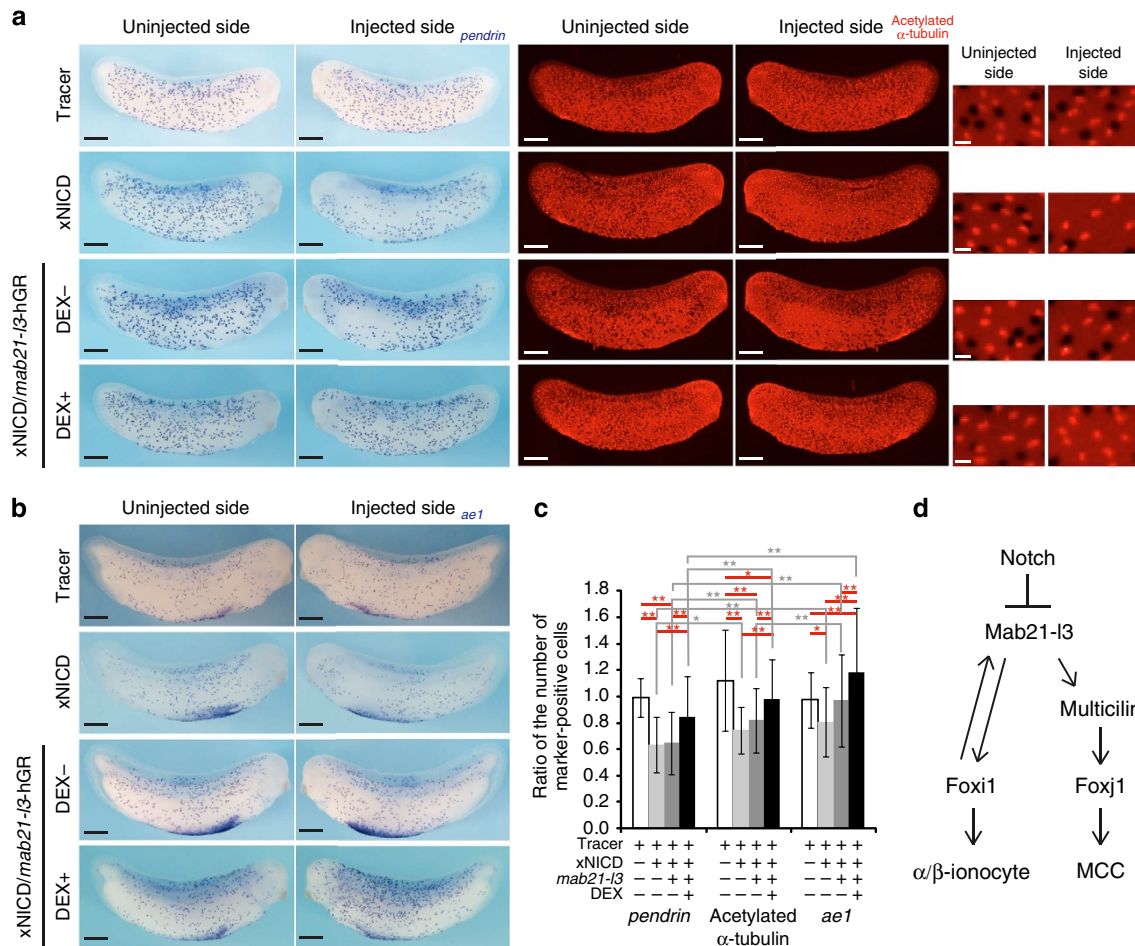 a
Uninjected side
Injected side pendrin
Uninjected side
Injected side Acetylated α-tubulin
Uninjected side
Injected side
Tracer
xNICD
DEX–
DEX+
xNICD/mab21-l3-hGR
b
Uninjected side
Injected side ae1
Tracer
xNICD
DEX–
DEX+
xNICD/mab21-l3-hGR
c
Ratio of the number of
marker-positive cells
1.8
1.6
1.4
1.2
1.0
0.8
0.6
0.4
0.2
0.0
** ** ** ** * ** ** ** ** * ** ** ** ** ** ** ** ** ** * *
Tracer + + + + + + + + + + + +
xNICD – + + + – + + + – + + +
mab21-l3 – – + + – – + + – – + +
DEX – – – + – – – + – – – +
pendrin
Acetylated
α-tubulin
ae1
d
Notch
Mab21-l3
Multicilin
Foxi1
Foxj1
α/β-ionocyte
MCC